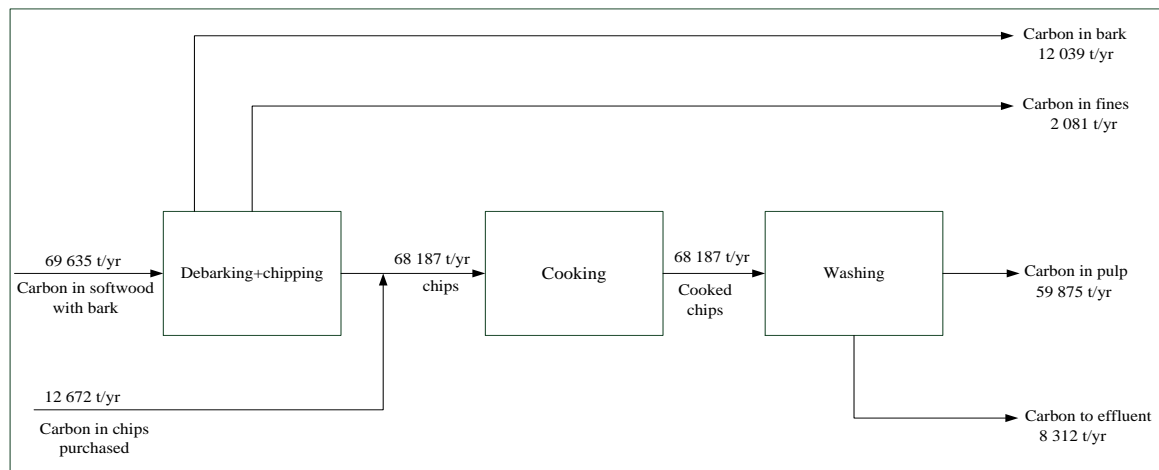 Carbon in bark
12 039 t/yr
Carbon in fines
2 081 t/yr
69 635 t/yr
Carbon in softwood
with bark
Debarking+chipping
68 187 t/yr
chips
Cooking
68 187 t/yr
Cooked
chips
Washing
Carbon in pulp
59 875 t/yr
12 672 t/yr
Carbon in chips
purchased
Carbon to effluent
8 312 t/yr